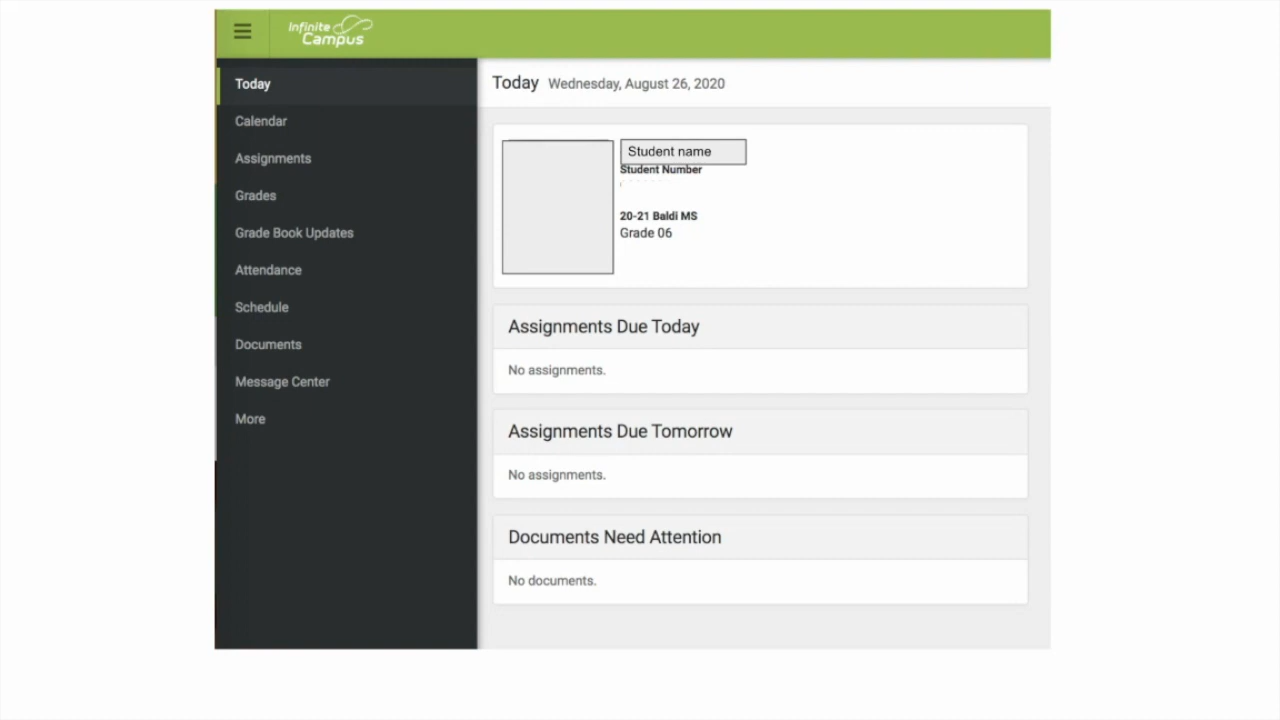 Infinite
Campus
Today
Calendar
Assignments
Grades
Grade Book Updates
Attendance
Schedule
Documents
Message Center
More
Today Wednesday, August 26, 2020
Student name
Student Number
20-21 Baldi MS
Grade 06
Assignments Due Today
No assignments.
Assignments Due Tomorrow
No assignments.
Documents Need Attention
No documents.